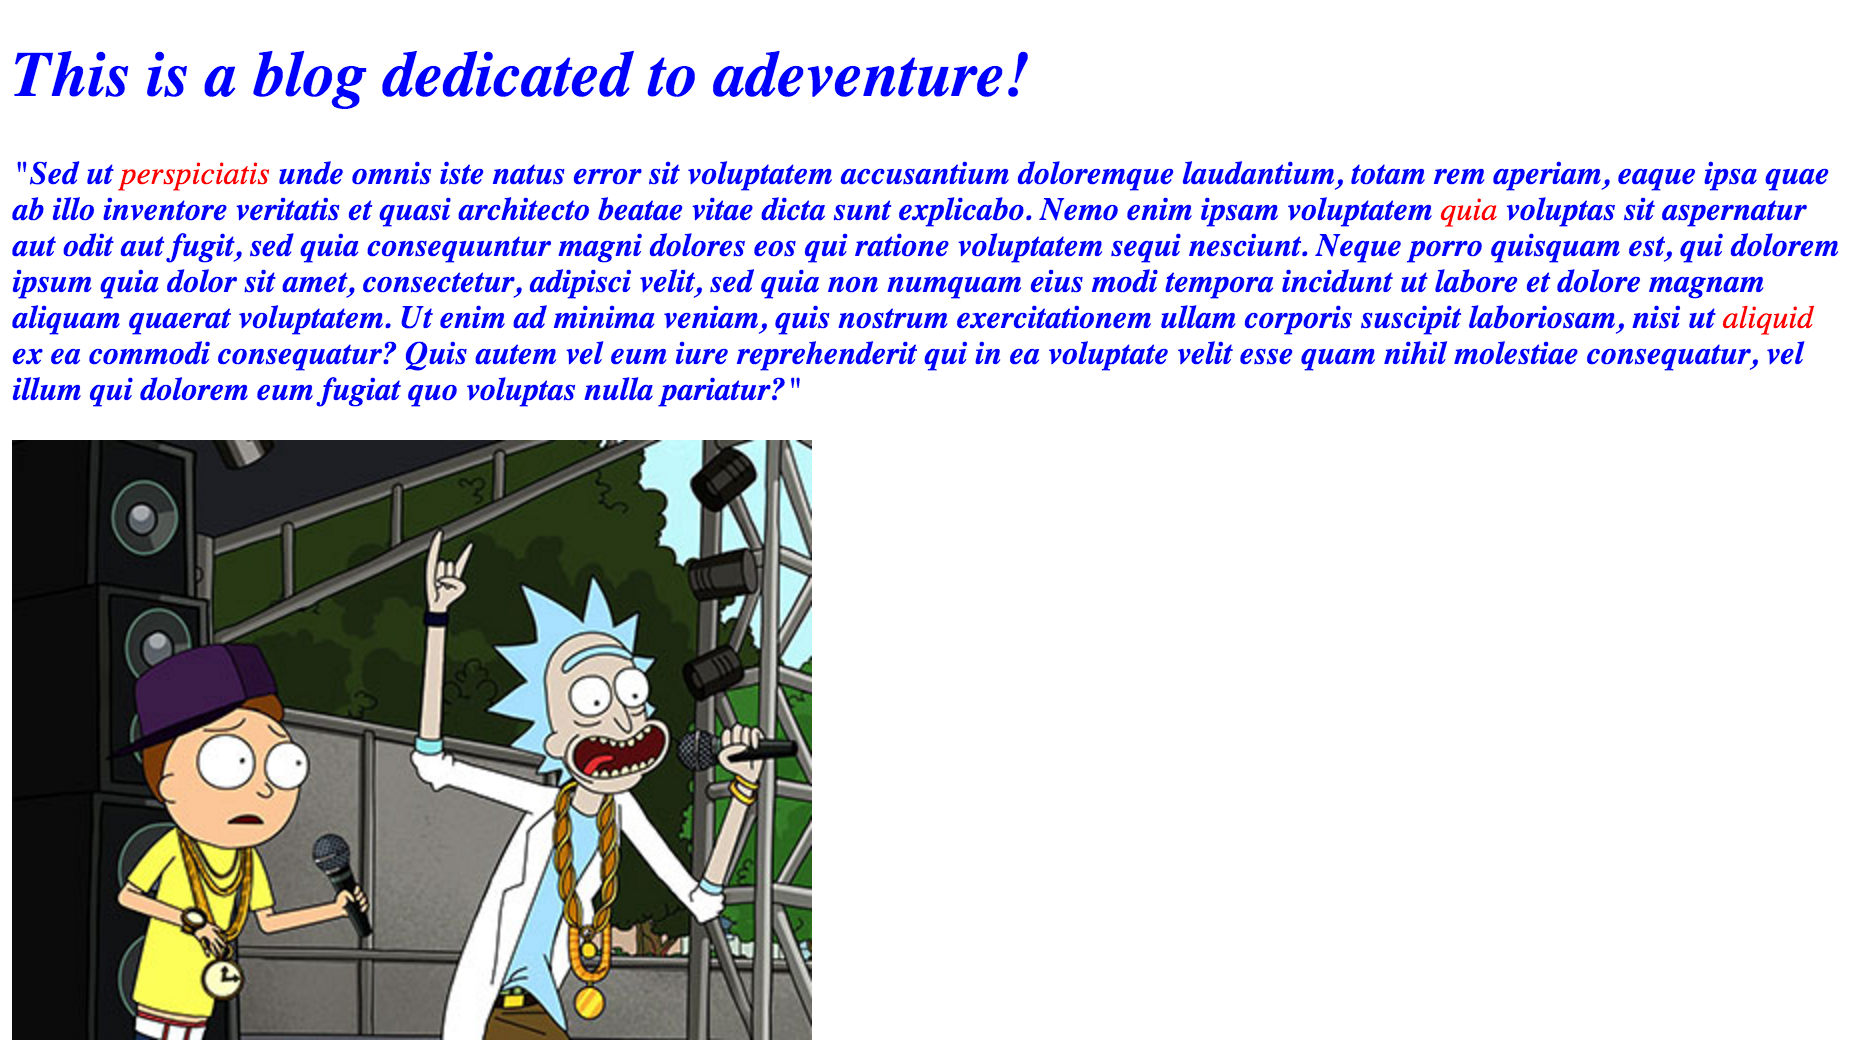 This is a blog dedicated to adeventure!
"Sed ut perspiciatis unde omnis iste natus error sit voluptatem accusantium doloremque laudantium, totam rem aperiam, eaque ipsa quae
ab illo inventore veritatis et quasi architecto beatae vitae dicta sunt explicabo. Nemo enim ipsam voluptatem quia voluptas sit aspernatur
aut odit aut fugit, sed quia consequuntur magni dolores eos qui ratione voluptatem sequi nesciunt. Neque porro quisquam est, qui dolorem
ipsum quia dolor sit amet, consectetur, adipisci velit, sed quia non numquam eius modi tempora incidunt ut labore et dolore magnam
aliquam quaerat voluptatem. Ut enim ad minima veniam, quis nostrum exercitationem ullam corporis suscipit laboriosam, nisi ut aliquid
ex ea commodi consequatur? Quis autem vel eum iure reprehenderit qui in ea voluptate velit esse quam nihil molestiae consequatur, vel
illum qui dolorem eum fugiat quo voluptas nulla pariatur?"